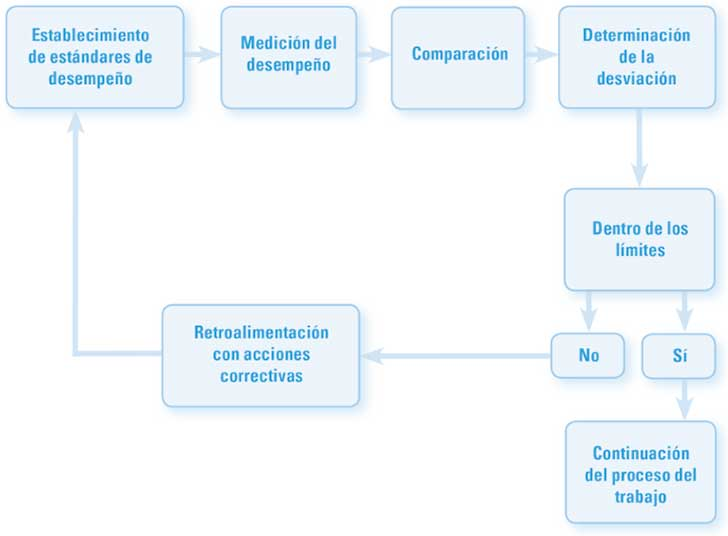 Establecimiento
de estándares de
desempeño
Medición del
desempeño
Comparación
Determinación
de la
desviación
Dentro de los
límites
No
Sí
Retroalimentación
con acciones
correctivas
Continuación
del proceso del
trabajo